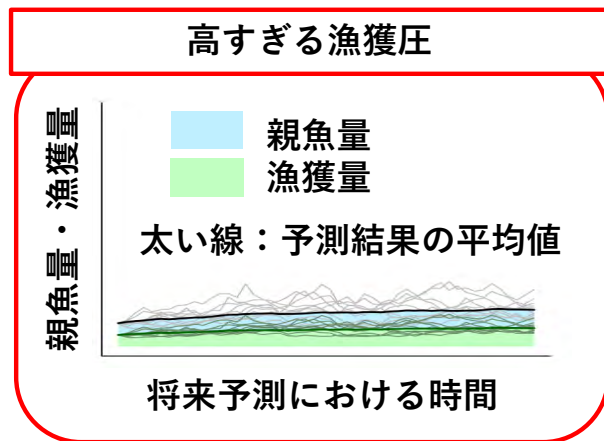 高すぎる漁獲圧
親魚量
漁獲量
太い線：予測結果の平均値
親魚量・漁獲量
将来予測における時間